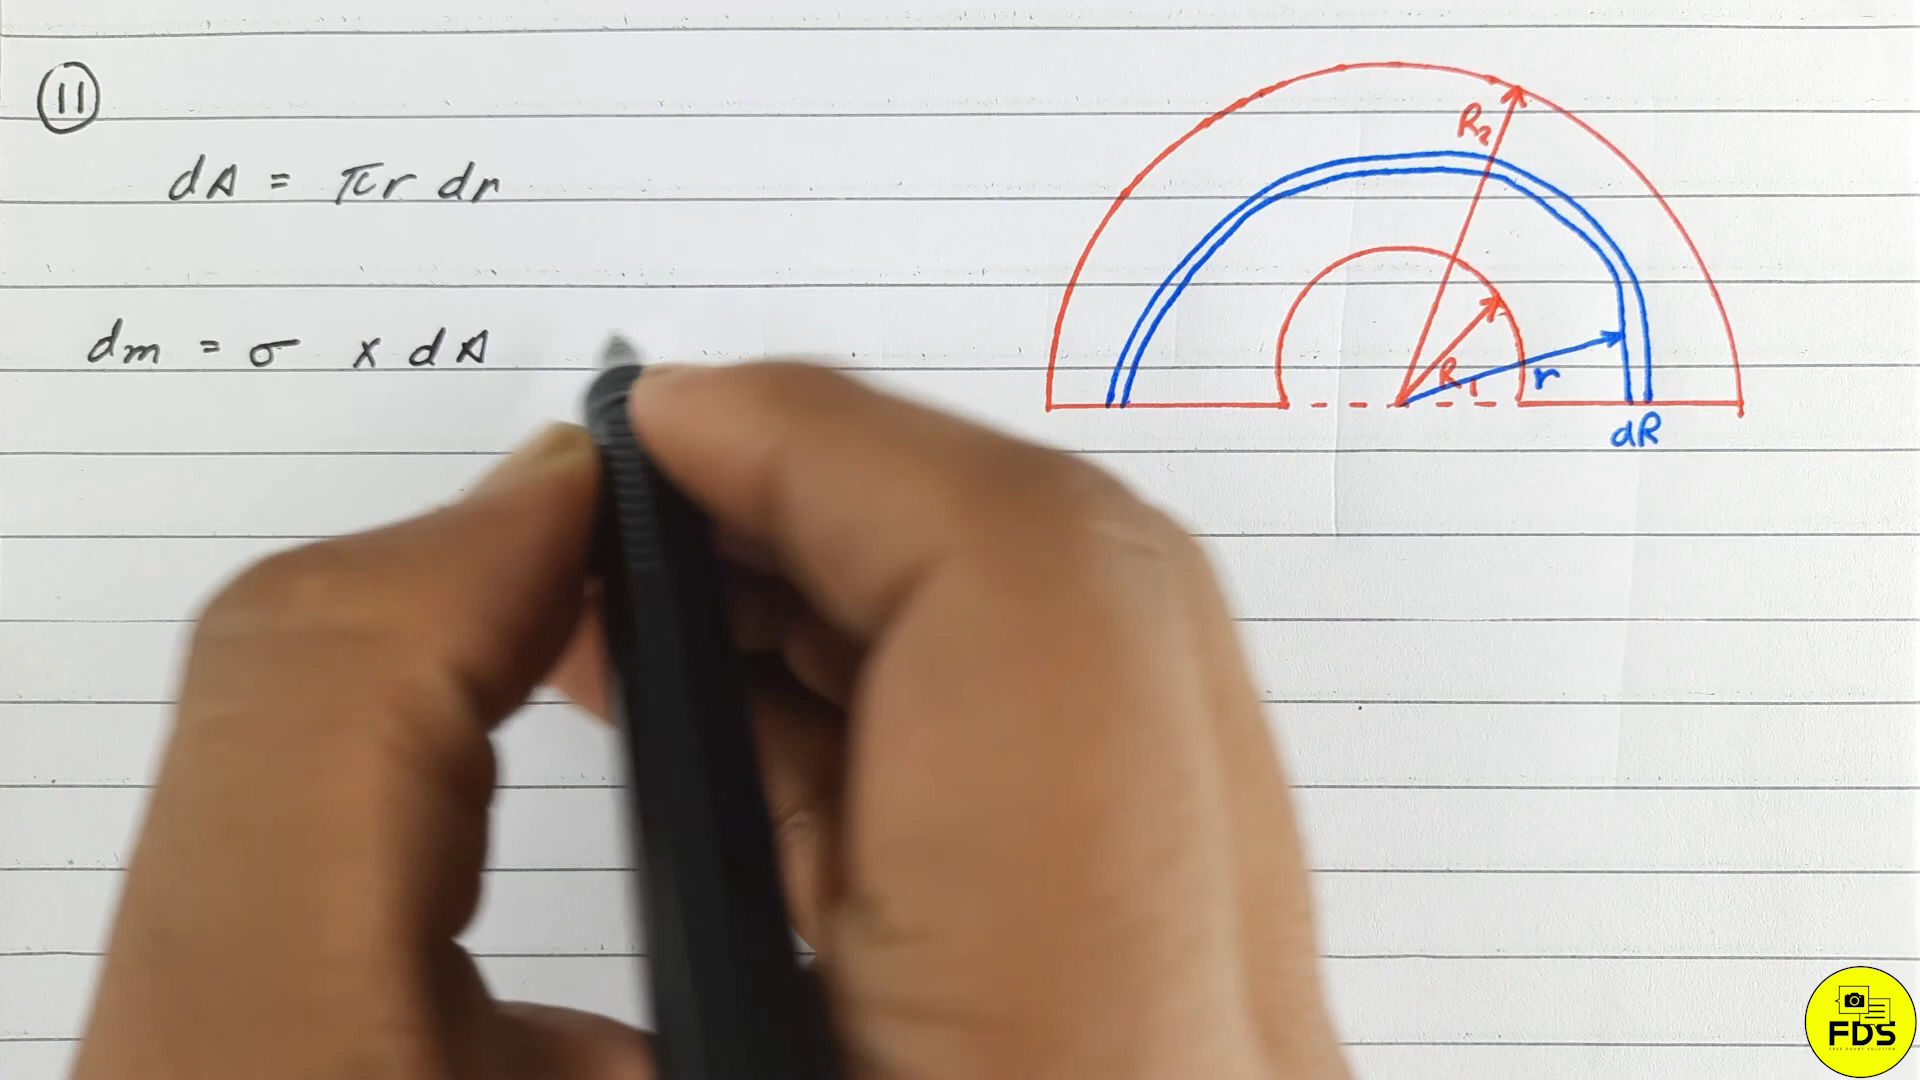 11
dA = πr dr
dm = σ x dA
R₂
R₁
r
dR
FDS